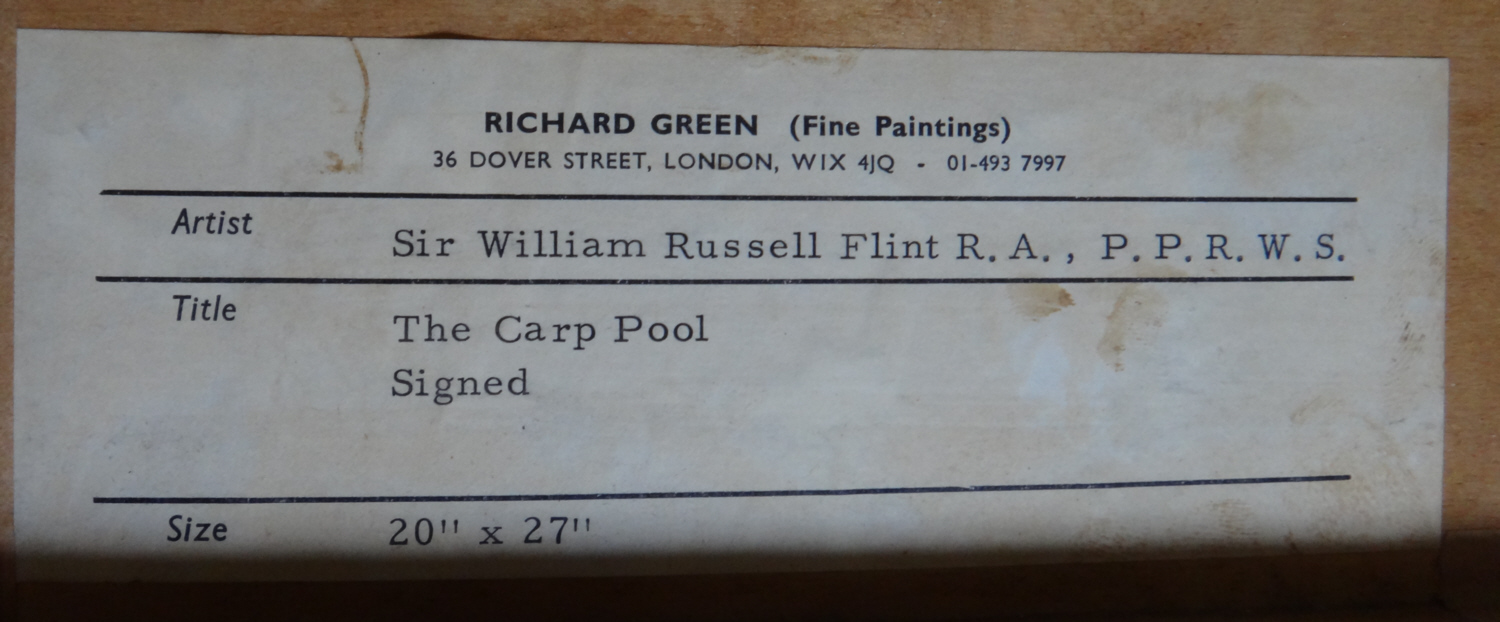 RICHARD GREEN (Fine Paintings)
36 DOVER STREET, LONDON, WIX 4JQ - 01-493 7997
Artist Sir William Russell Flint R. A. , P. P. R. W. S.
Title The Carp Pool
Signed
Size 20" x 27"